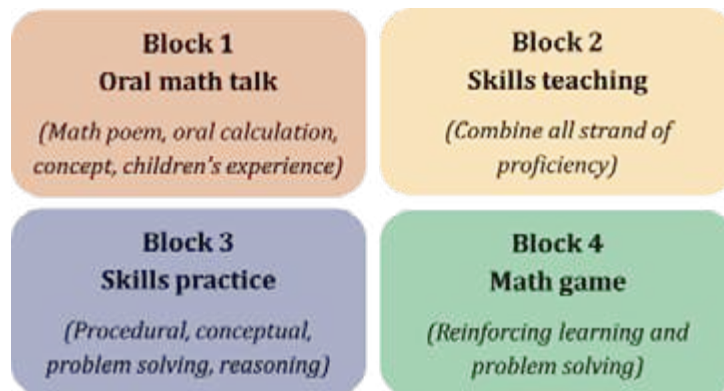 Block 1
Oral math talk
(Math poem, oral calculation,
concept, children's experience)
Block 2
Skills teaching
(Combine all strand of
proficiency)
Block 3
Skills practice
(Procedural, conceptual,
problem solving, reasoning)
Block 4
Math game
(Reinforcing learning and
problem solving)